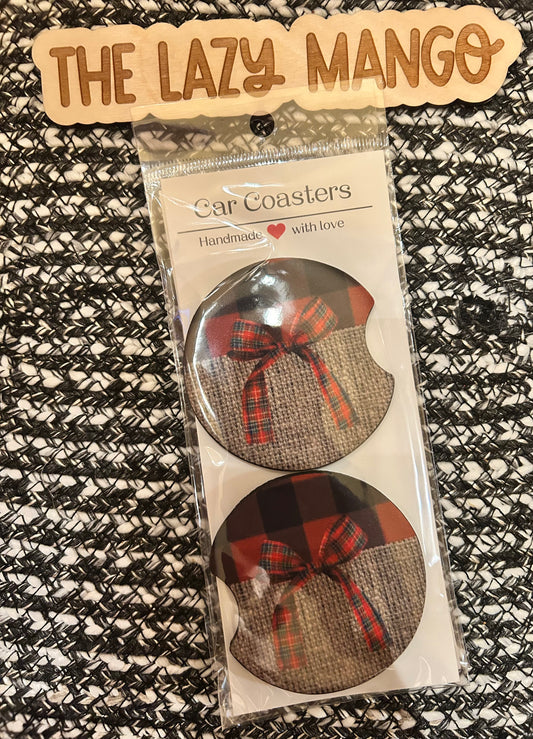 THE LAZY MANGO
Car Coasters
Handmade ❤ with love